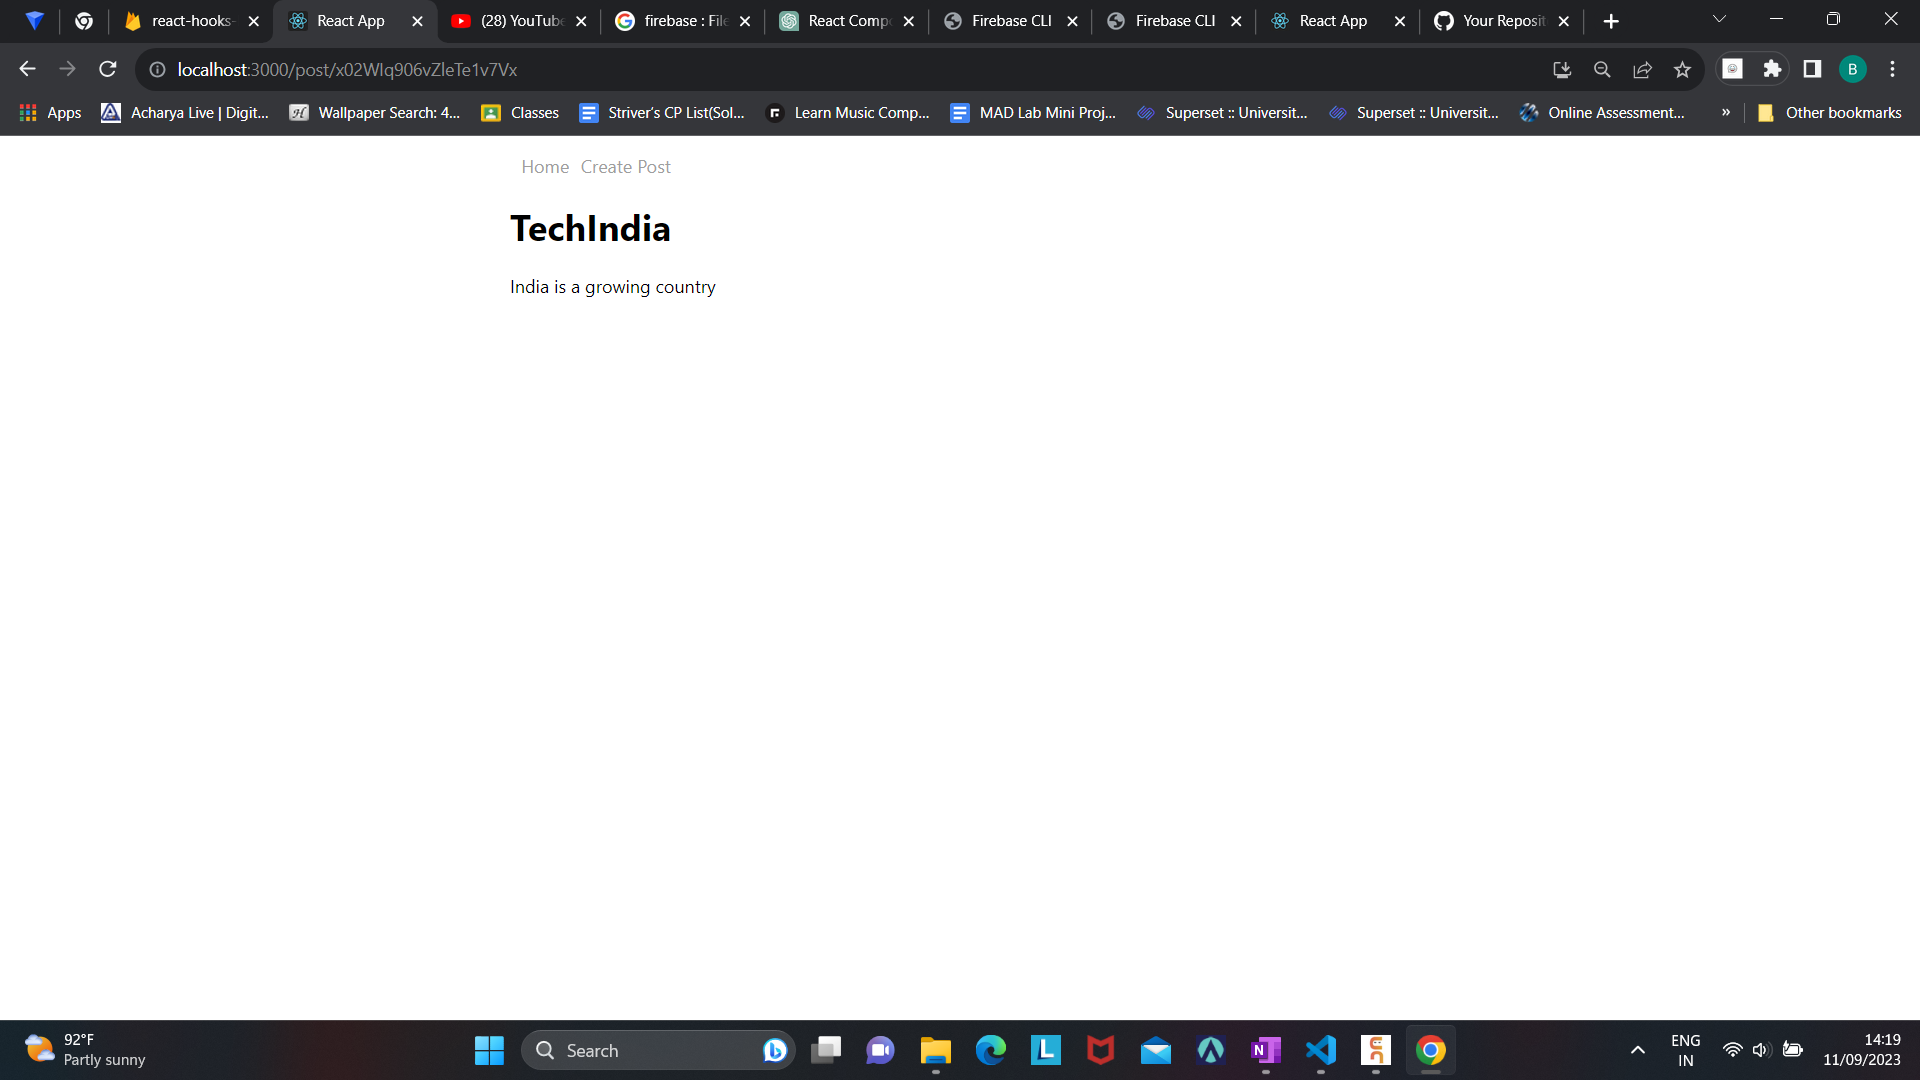 react-hooks-
React App
(28) YouTube
firebase : File
React Compo
Firebase CLI
Firebase CLI
React App
Your Reposit
localhost:3000/post/x02WIq906vZleTe1v7Vx
B
Apps
Acharya Live | Digit...
Wallpaper Search: 4...
Classes
Striver's CP List(Sol...
Learn Music Comp...
MAD Lab Mini Proj...
Superset :: Universit...
Superset :: Universit...
Online Assessment...
»
Other bookmarks
Home Create Post
TechIndia
India is a growing country
92°F
Partly sunny
Search
ENG
IN
14:19
11/09/2023